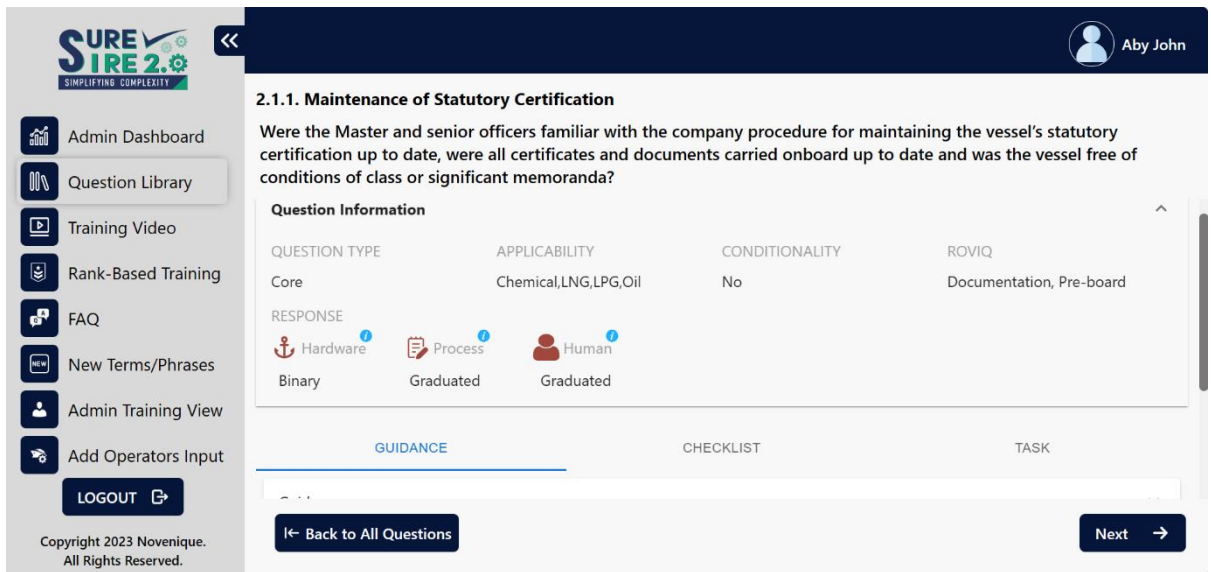 SURE
SIRE 2.0
SIMPLIFYING COMPLEXITY
Aby John
Admin Dashboard
Question Library
Training Video
Rank-Based Training
FAQ
NEW
New Terms/Phrases
Admin Training View
Add Operators Input
LOGOUT
Copyright 2023 Novenique.
All Rights Reserved.
2.1.1. Maintenance of Statutory Certification
Were the Master and senior officers familiar with the company procedure for maintaining the vessel's statutory
certification up to date, were all certificates and documents carried onboard up to date and was the vessel free of
conditions of class or significant memoranda?
Question Information
QUESTION TYPE APPLICABILITY CONDITIONALITY ROVIQ
Core Chemical,LNG,LPG,Oil No Documentation, Pre-board
RESPONSE
Hardware Process Human
Binary Graduated Graduated
GUIDANCE CHECKLIST TASK
Back to All Questions Next